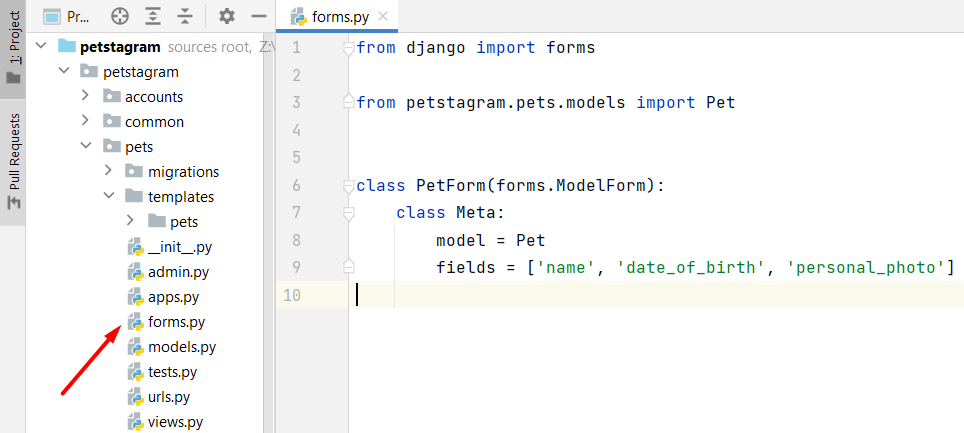 1: Project
Pull Requests
Pr...
petstagram sources root, Z:\
petstagram
accounts
common
pets
migrations
templates
pets
__init__.py
admin.py
apps.py
forms.py
models.py
tests.py
urls.py
views.py
forms.py
1 from django import forms
2
3 from petstagram.pets.models import Pet
4
5
6 class PetForm(forms.ModelForm):
7 class Meta:
8 model = Pet
9 fields = ['name', 'date_of_birth', 'personal_photo']
10